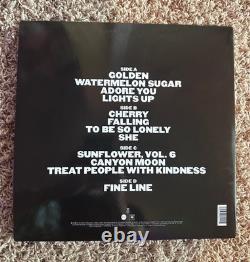 SIDE A
GOLDEN
WATERMELON SUGAR
ADORE YOU
LIGHTS UP
SIDE B
CHERRY
FALLING
TO BE SO LONELY
SHE
SIDE C
SUNFLOWER, VOL. 6
CANYON MOON
TREAT PEOPLE WITH KINDNESS
SIDE D
FINE LINE